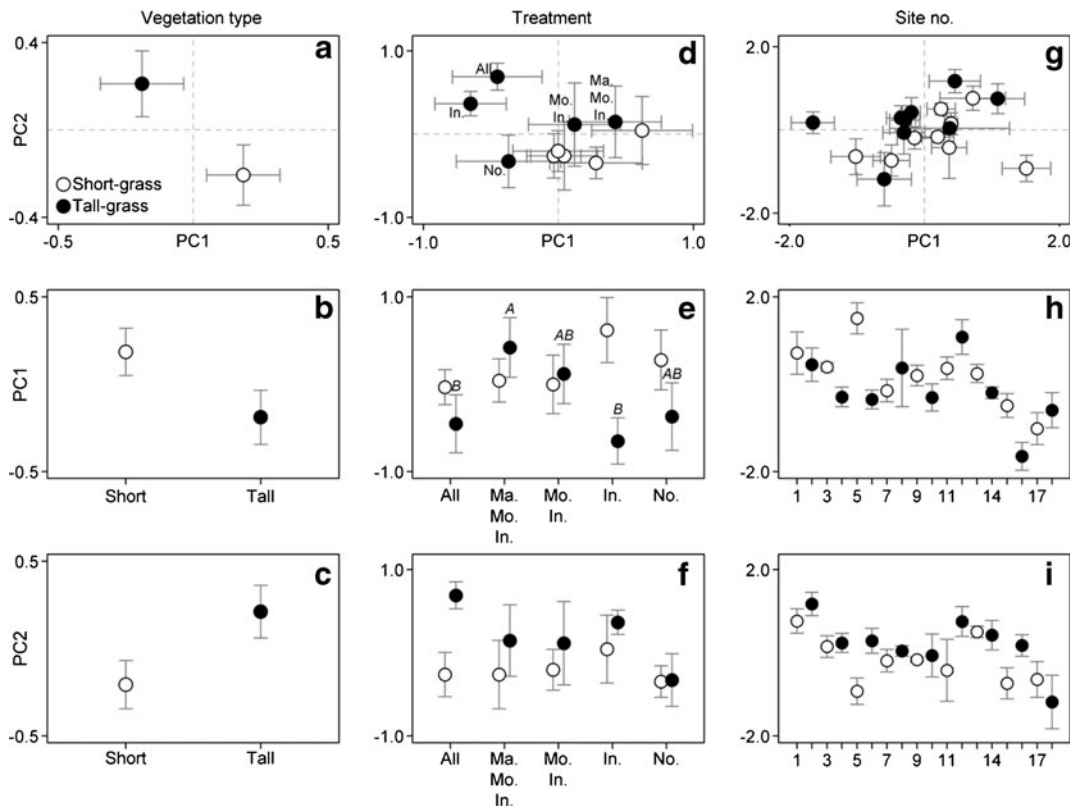 Vegetation type
Treatment
Site no.
a
0.4
PC2
-0.4
Short-grass
Tall-grass
-0.5
PC1
0.5
d
1.0
All
In.
Mo.
In.
Ma.
Mo.
In.
No.
-1.0
-1.0
PC1
1.0
g
2.0
-2.0
-2.0
PC1
2.0
b
0.5
PC1
-0.5
Short
Tall
e
1.0
A
AB
AB
B
B
-1.0
All
Ma.
Mo.
In.
Mo.
In.
In.
No.
h
2.0
-2.0
1 3 5 7 9 11 14 17
c
0.5
PC2
-0.5
Short
Tall
f
1.0
-1.0
All
Ma.
Mo.
In.
Mo.
In.
In.
No.
i
2.0
-2.0
1 3 5 7 9 11 14 17